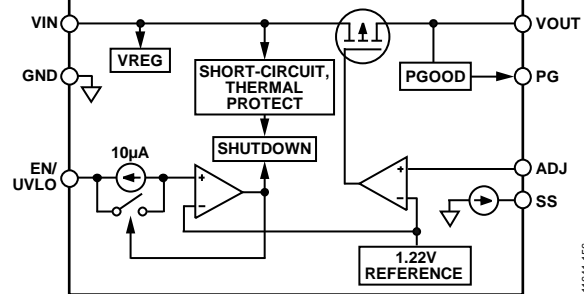 VIN
VOUT
VREG
GND
SHORT-CIRCUIT,
THERMAL
PROTECT
PGOOD
PG
SHUTDOWN
10µA
EN/
UVLO
+
−
+
−
ADJ
SS
1.22V
REFERENCE